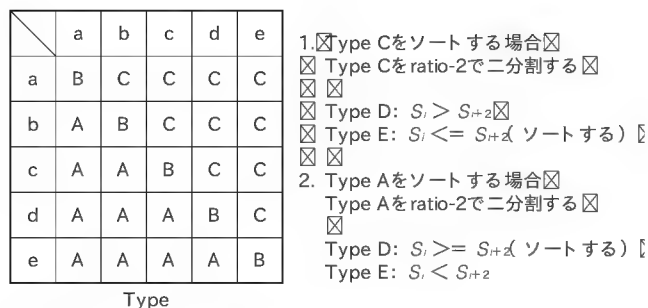 a b c d e
a B C C C C
b A B C C C
c A A B C C
d A A A B C
e A A A A B
Type
1. Type Cをソートする場合
Type Cをratio-2で二分割する
Type D: Si > Si+2
Type E: Si <= Si+2( ソートする)
2. Type Aをソートする場合
Type Aをratio-2で二分割する
Type D: Si >= Si+2( ソートする)
Type E: Si < Si+2